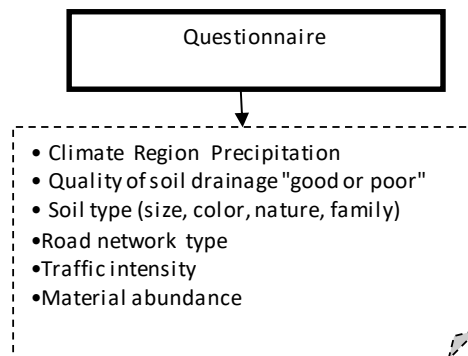 Questionnaire
• Climate Region Precipitation
• Quality of soil drainage "good or poor"
• Soil type (size, color, nature, family)
•Road network type
•Traffic intensity
•Material abundance